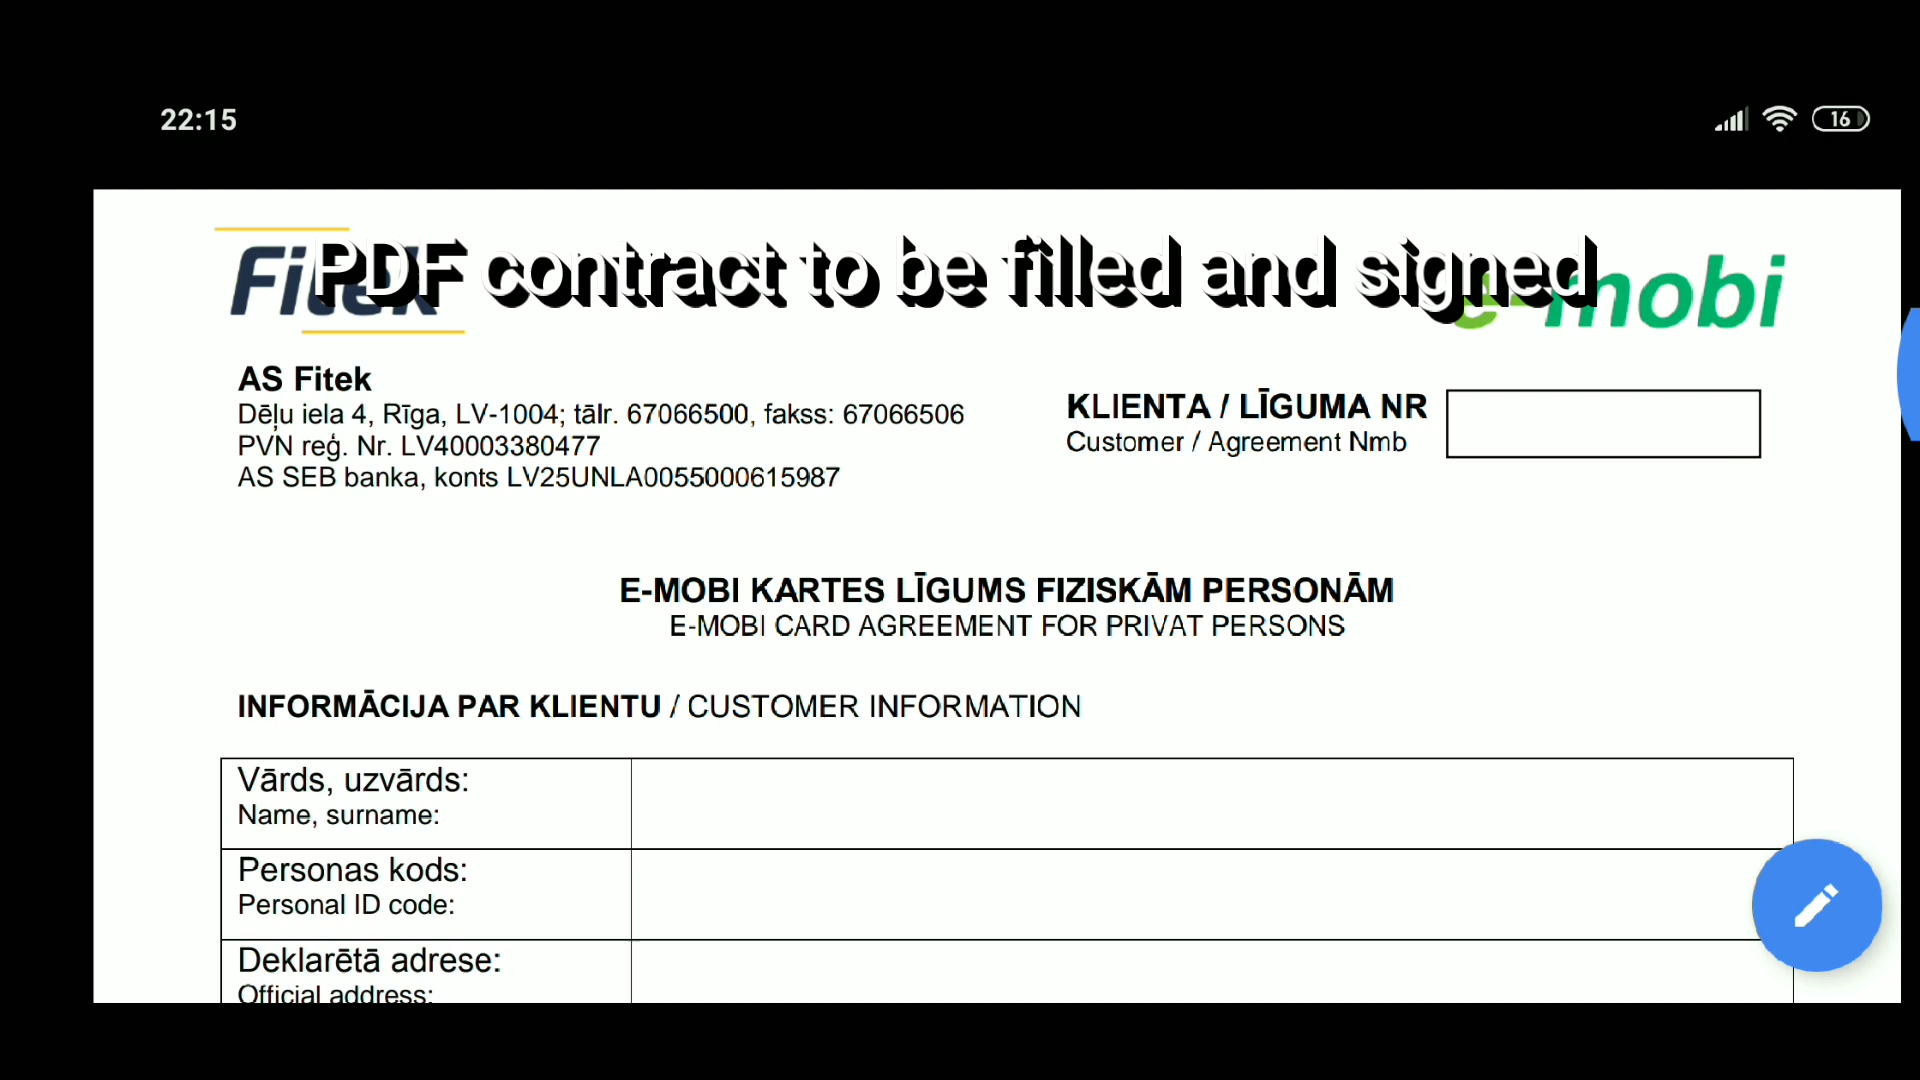 22:15
16
Fitek
PDF contract to be filled and signed
e-mobi
AS Fitek
Dēļu iela 4, Rīga, LV-1004; tālr. 67066500, fakss: 67066506
PVN reģ. Nr. LV40003380477
AS SEB banka, konts LV25UNLA0055000615987
KLIENTA / LĪGUMA NR
Customer / Agreement Nmb
E-MOBI KARTES LĪGUMS FIZISKĀM PERSONĀM
E-MOBI CARD AGREEMENT FOR PRIVAT PERSONS
INFORMĀCIJA PAR KLIENTU / CUSTOMER INFORMATION
Vārds, uzvārds:
Name, surname:
Personas kods:
Personal ID code:
Deklarētā adrese:
Official address: